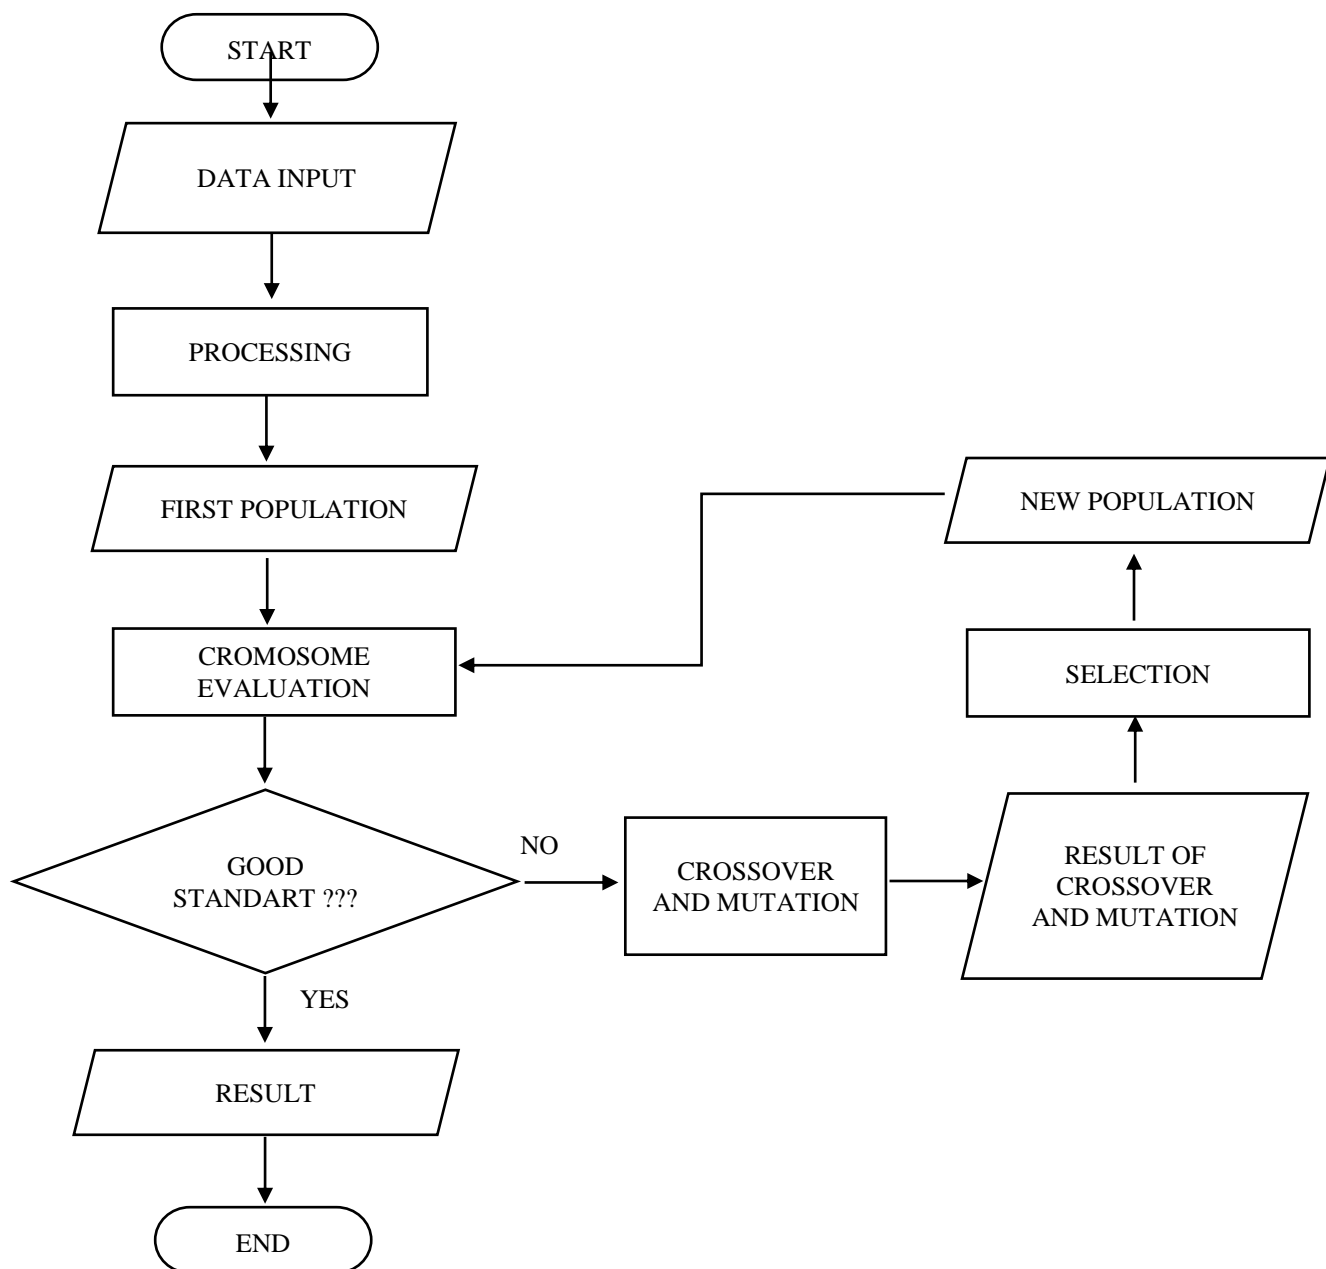 START
DATA INPUT
PROCESSING
FIRST POPULATION
NEW POPULATION
CROMOSOME
EVALUATION
SELECTION
GOOD
STANDART ???
NO
CROSSOVER
AND MUTATION
RESULT OF
CROSSOVER
AND MUTATION
YES
RESULT
END